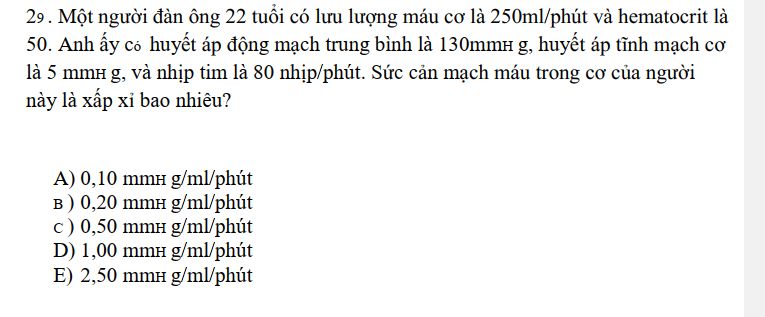 29. Một người đàn ông 22 tuổi có lưu lượng máu cơ là 250ml/phút và hematocrit là
50. Anh ấy có huyết áp động mạch trung bình là 130mmH g, huyết áp tĩnh mạch cơ
là 5 mmH g, và nhịp tim là 80 nhịp/phút. Sức cản mạch máu trong cơ của người
này là xấp xỉ bao nhiêu?
A) 0,10 mmH g/ml/phút
B ) 0,20 mmH g/ml/phút
C ) 0,50 mmH g/ml/phút
D) 1,00 mmH g/ml/phút
E) 2,50 mmH g/ml/phút